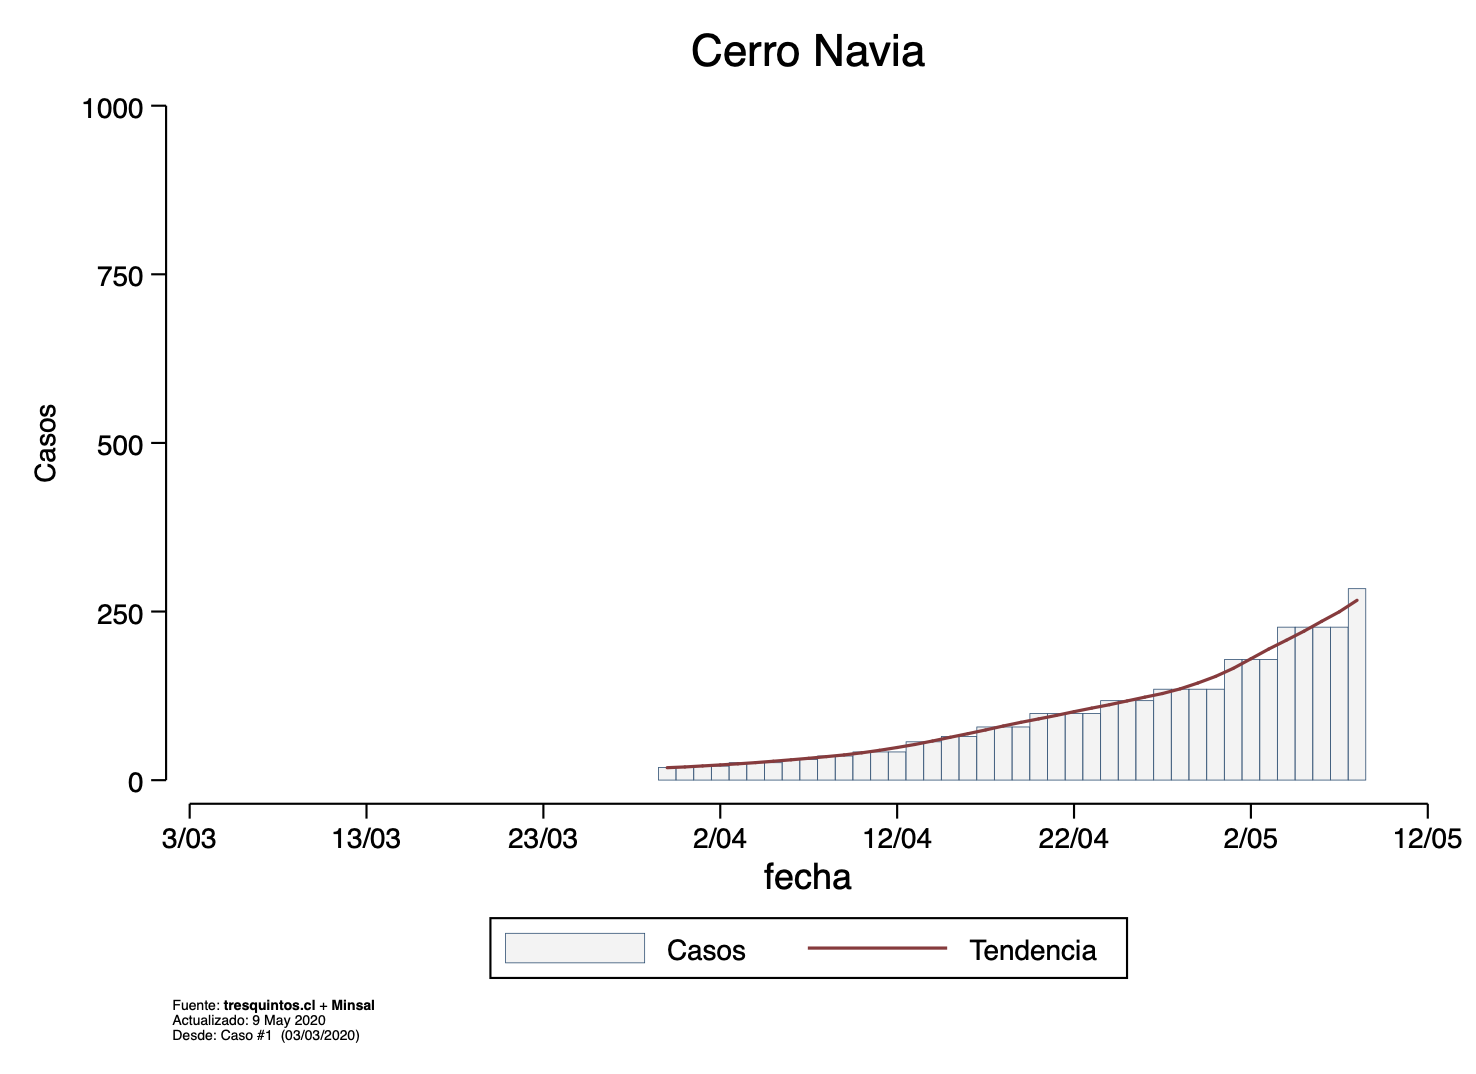 Cerro Navia
1000
750
500
250
0
Casos
3/03 13/03 23/03 2/04 12/04 22/04 2/05 12/05
fecha
Casos Tendencia
Fuente: tresquintos.cl + Minsal
Actualizado: 9 May 2020
Desde: Caso #1 (03/03/2020)